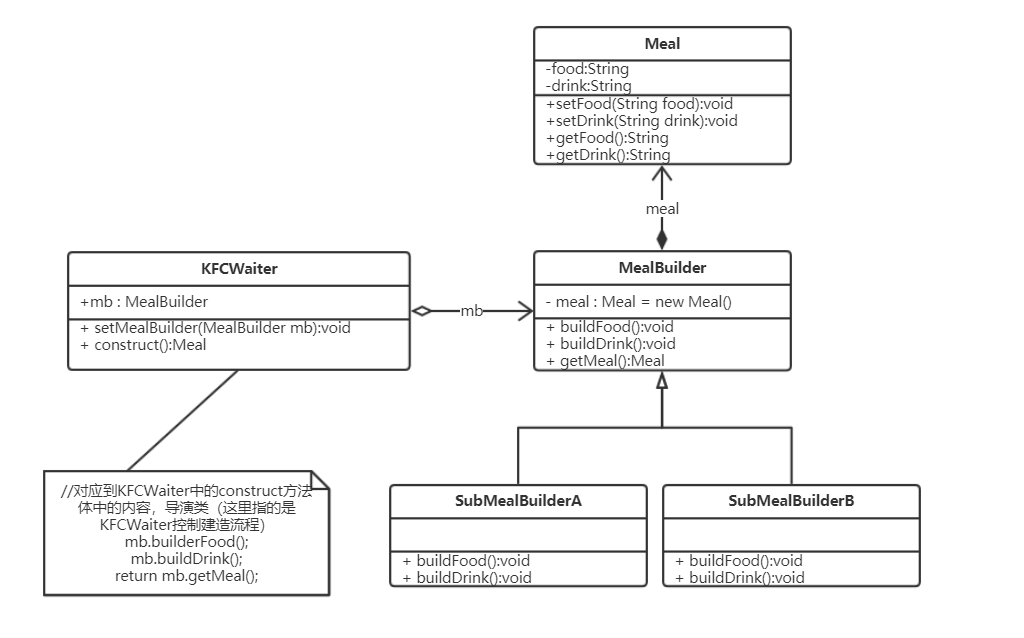 Meal
-food:String
-drink:String
+setFood(String food):void
+setDrink(String drink):void
+getFood():String
+getDrink():String
meal
KFCWaiter
+mb : MealBuilder
+ setMealBuilder(MealBuilder mb):void
+ construct():Meal
mb
MealBuilder
- meal : Meal = new Meal()
+ buildFood():void
+ buildDrink():void
+ getMeal():Meal
//对应到KFCWaiter中的construct方法
体中的内容，导演类（这里指的是
KFCWaiter控制建造流程）
mb.builderFood();
mb.buildDrink();
return mb.getMeal();
SubMealBuilderA
+ buildFood():void
+ buildDrink():void
SubMealBuilderB
+ buildFood():void
+ buildDrink():void